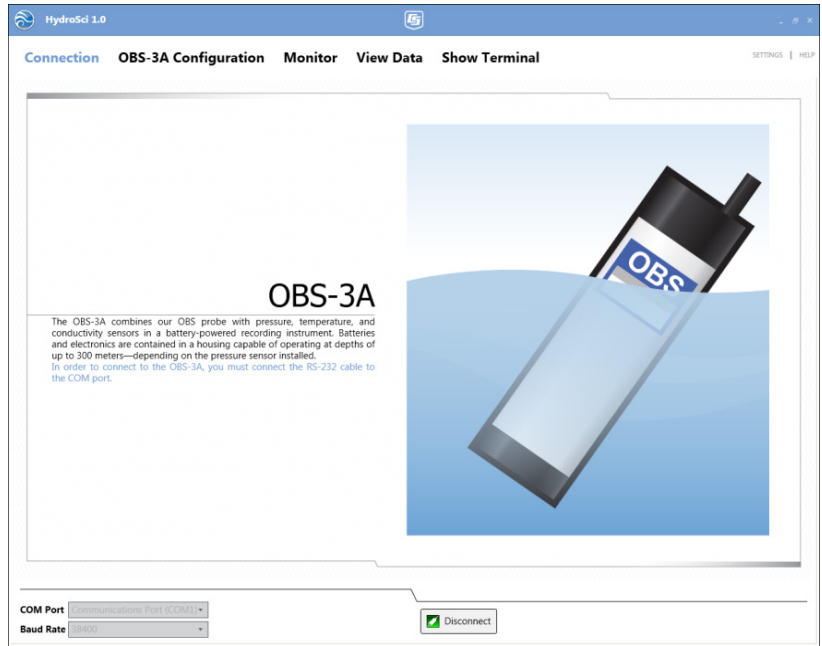 HydroSci 1.0
Connection OBS-3A Configuration Monitor View Data Show Terminal SETTINGS | HELP
OBS
OBS-3A
The OBS-3A combines our OBS probe with pressure, temperature, and
conductivity sensors in a battery-powered recording instrument. Batteries
and electronics are contained in a housing capable of operating at depths of
up to 300 meters—depending on the pressure sensor installed.
In order to connect to the OBS-3A, you must connect the RS-232 cable to
the COM port.
COM Port Communications Port (COM1)
Baud Rate 38400
Disconnect